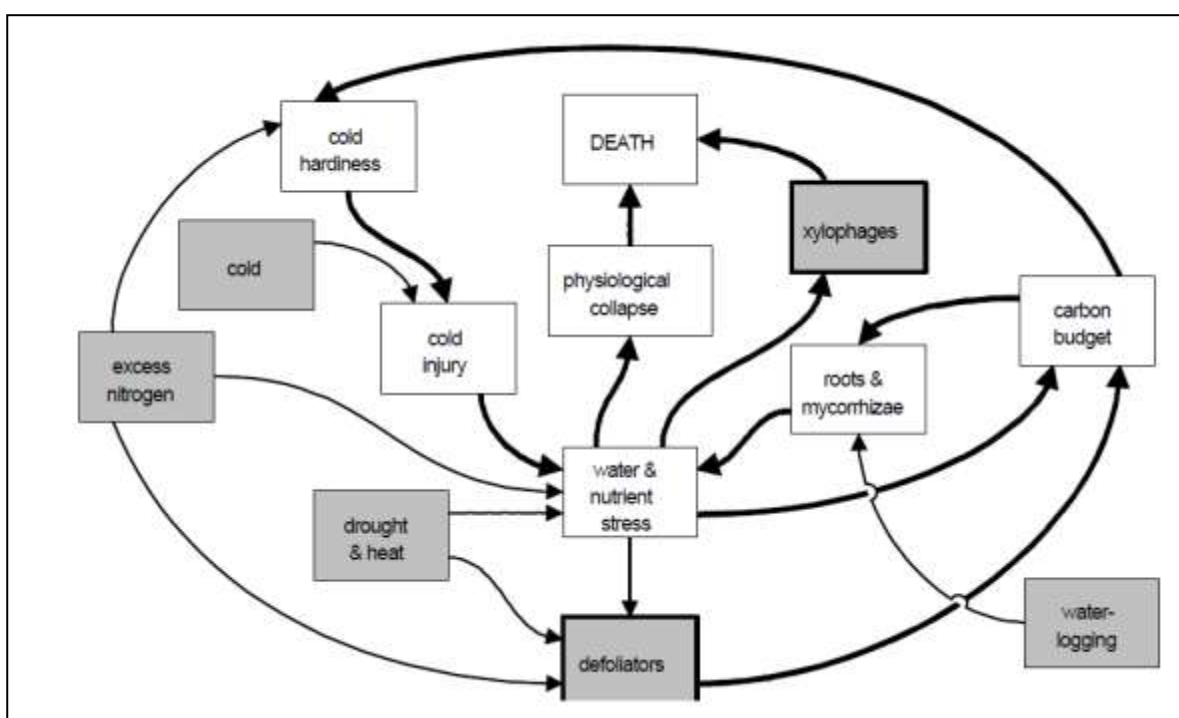 cold
hardiness
DEATH
xylophages
cold
physiological
collapse
carbon
budget
cold
injury
excess
nitrogen
roots &
mycorrhizae
water &
nutrient
stress
drought
& heat
water-
logging
defoliators